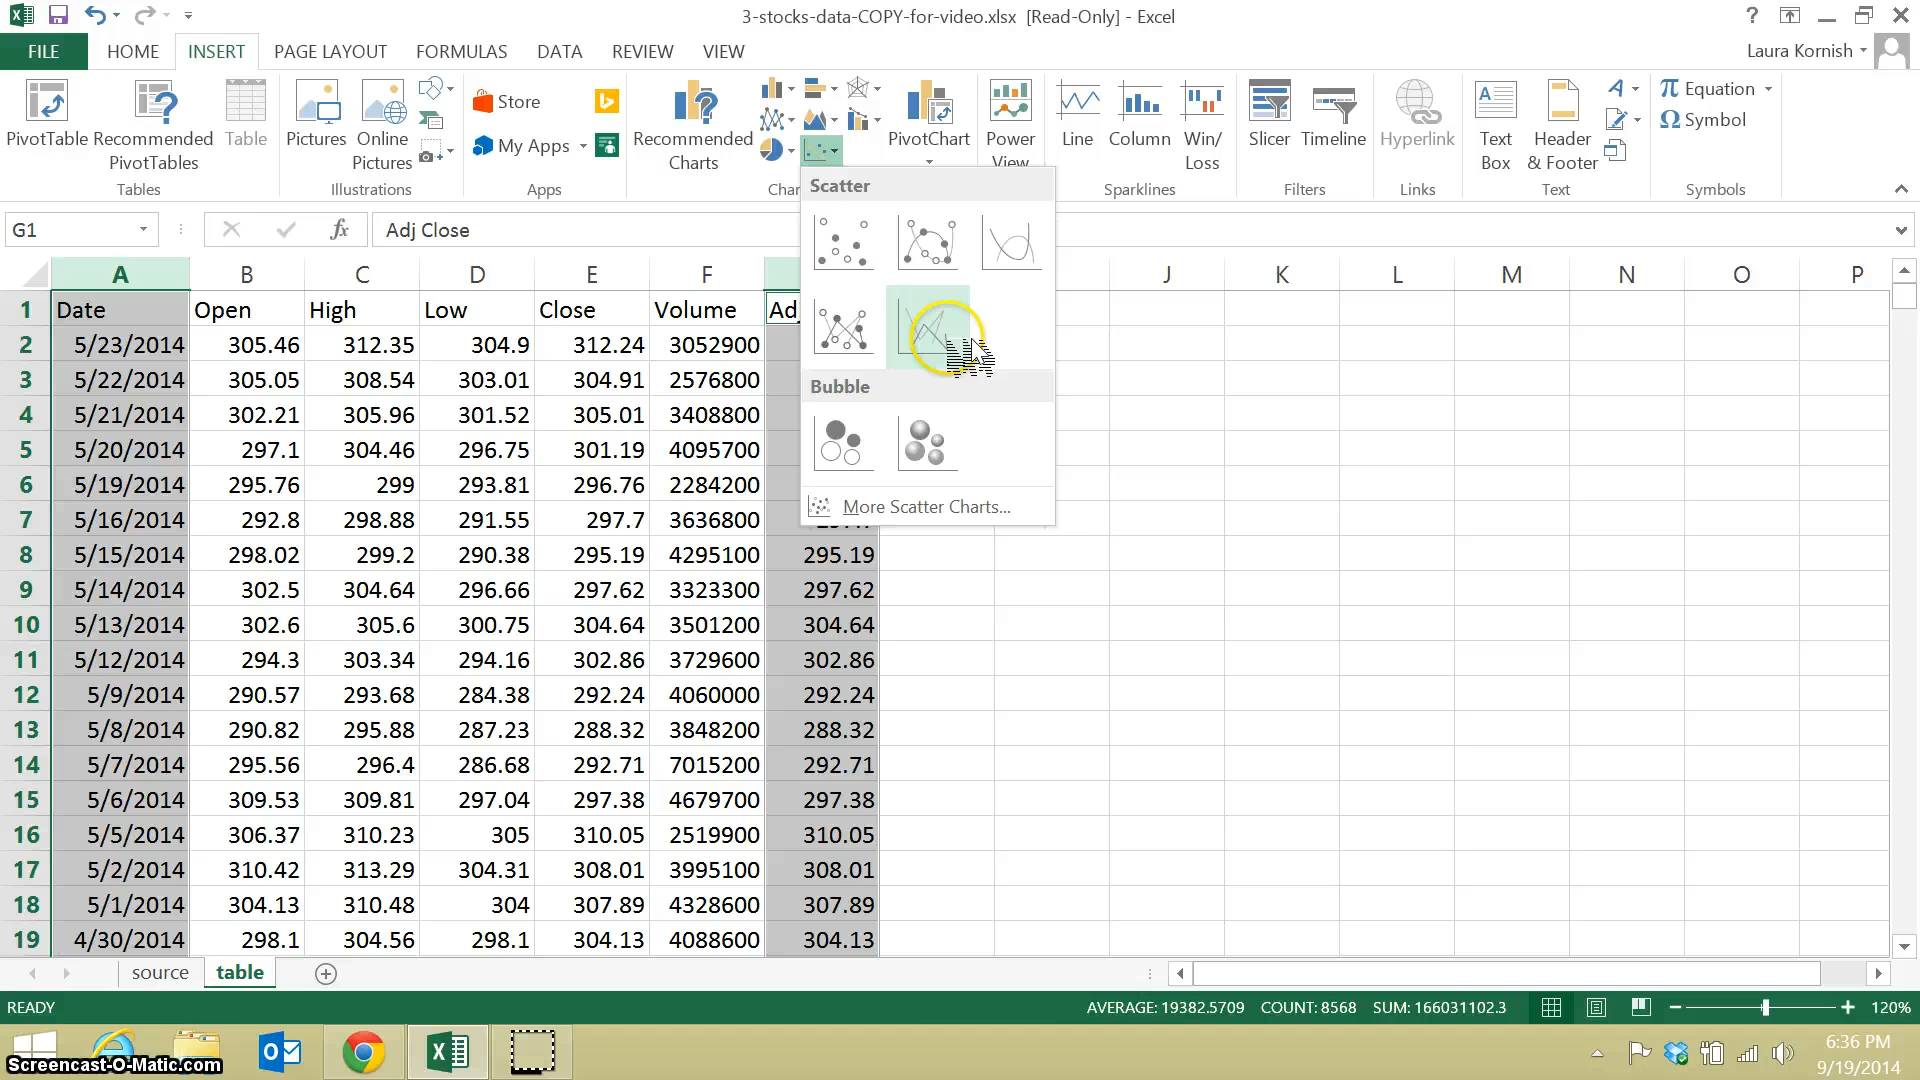 3-stocks-data-COPY-for-video.xlsx [Read-Only] - Excel
FILE HOME INSERT PAGE LAYOUT FORMULAS DATA REVIEW VIEW Laura Kornish
PivotTable Recommended PivotTables Table
Pictures Online Pictures
Store
My Apps
Recommended Charts
PivotChart
Power View
Line Column Win/ Loss
Slicer Timeline
Hyperlink
Text Box Header & Footer
Equation
Symbol
Tables Illustrations Apps Sparklines Filters Links Text Symbols
G1 fx Adj Close
Scatter
Bubble
More Scatter Charts...
A B C D E F J K L M N O P
1 Date Open High Low Close Volume
2 5/23/2014 305.46 312.35 304.9 312.24 3052900
3 5/22/2014 305.05 308.54 303.01 304.91 2576800
4 5/21/2014 302.21 305.96 301.52 305.01 3408800
5 5/20/2014 297.1 304.46 296.75 301.19 4095700
6 5/19/2014 295.76 299 293.81 296.76 2284200
7 5/16/2014 292.8 298.88 291.55 297.7 3636800
8 5/15/2014 298.02 299.2 290.38 295.19 4295100 295.19
9 5/14/2014 302.5 304.64 296.66 297.62 3323300 297.62
10 5/13/2014 302.6 305.6 300.75 304.64 3501200 304.64
11 5/12/2014 294.3 303.34 294.16 302.86 3729600 302.86
12 5/9/2014 290.57 293.68 284.38 292.24 4060000 292.24
13 5/8/2014 290.82 295.88 287.23 288.32 3848200 288.32
14 5/7/2014 295.56 296.4 286.68 292.71 7015200 292.71
15 5/6/2014 309.53 309.81 297.04 297.38 4679700 297.38
16 5/5/2014 306.37 310.23 305 310.05 2519900 310.05
17 5/2/2014 310.42 313.29 304.31 308.01 3995100 308.01
18 5/1/2014 304.13 310.48 304 307.89 4328600 307.89
19 4/30/2014 298.1 304.56 298.1 304.13 4088600 304.13
source table
READY AVERAGE: 19382.5709 COUNT: 8568 SUM: 166031102.3 120%
Screencast-O-Matic.com
6:36 PM
9/19/2014